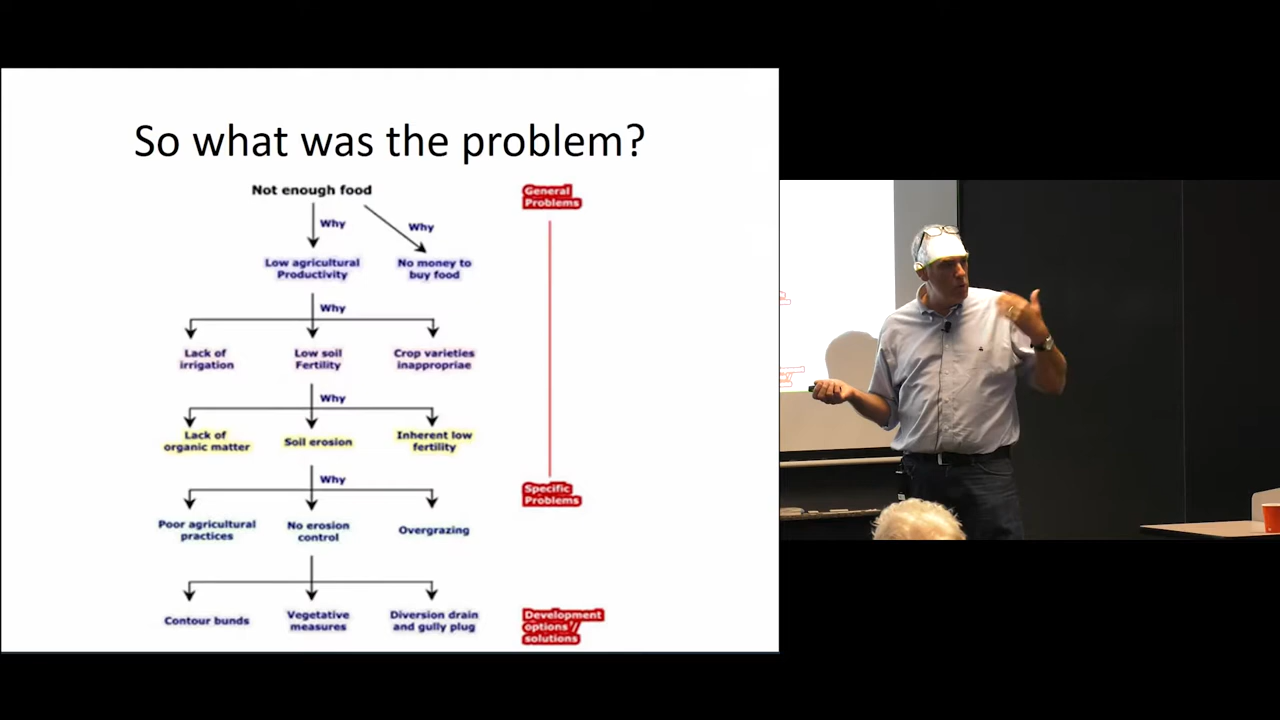 So what was the problem?
Not enough food
General
Problems
Why
Why
Low agricultural
Productivity
No money to
buy food
Why
Lack of
irrigation
Low soil
Fertility
Crop varieties
inappropriae
Why
Lack of
organic matter
Soil erosion
Inherent low
fertility
Why
Specific
Problems
Poor agricultural
practices
No erosion
control
Overgrazing
Contour bunds
Vegetative
measures
Diversion drain
and gully plug
Development
options /
solutions